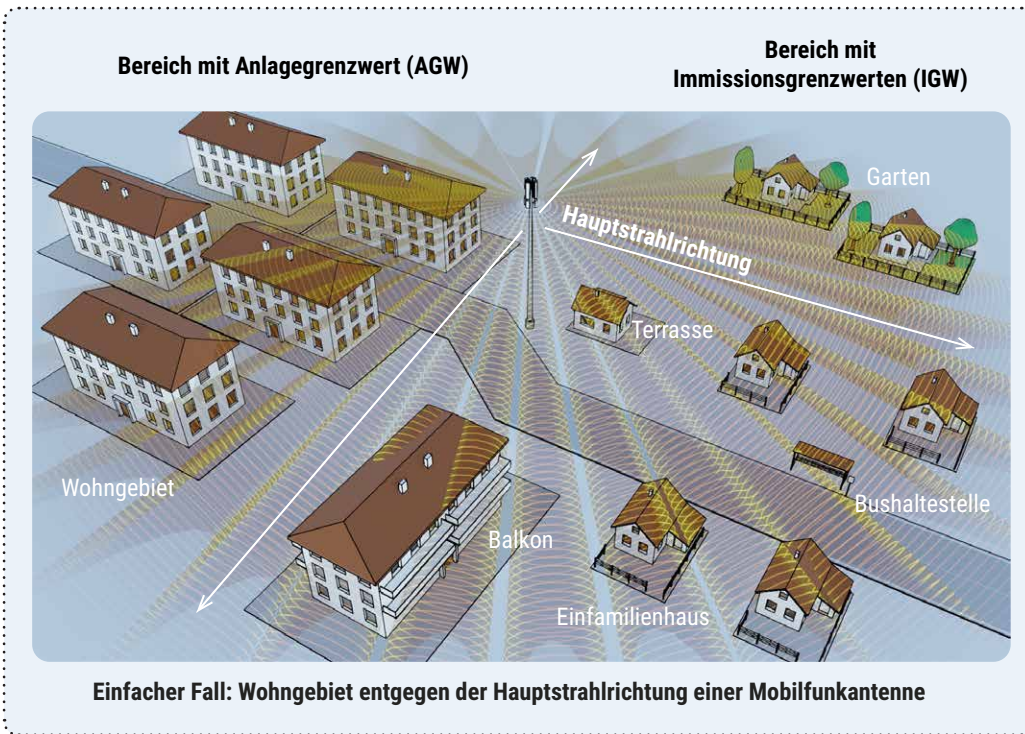 Bereich mit Anlagegrenzwert (AGW)
Bereich mit
Immissionsgrenzwerten (IGW)
Garten
Hauptstrahlrichtung
Terrasse
Wohngebiet
Bushaltestelle
Balkon
Einfamilienhaus
Einfacher Fall: Wohngebiet entgegen der Hauptstrahlrichtung einer Mobilfunkantenne